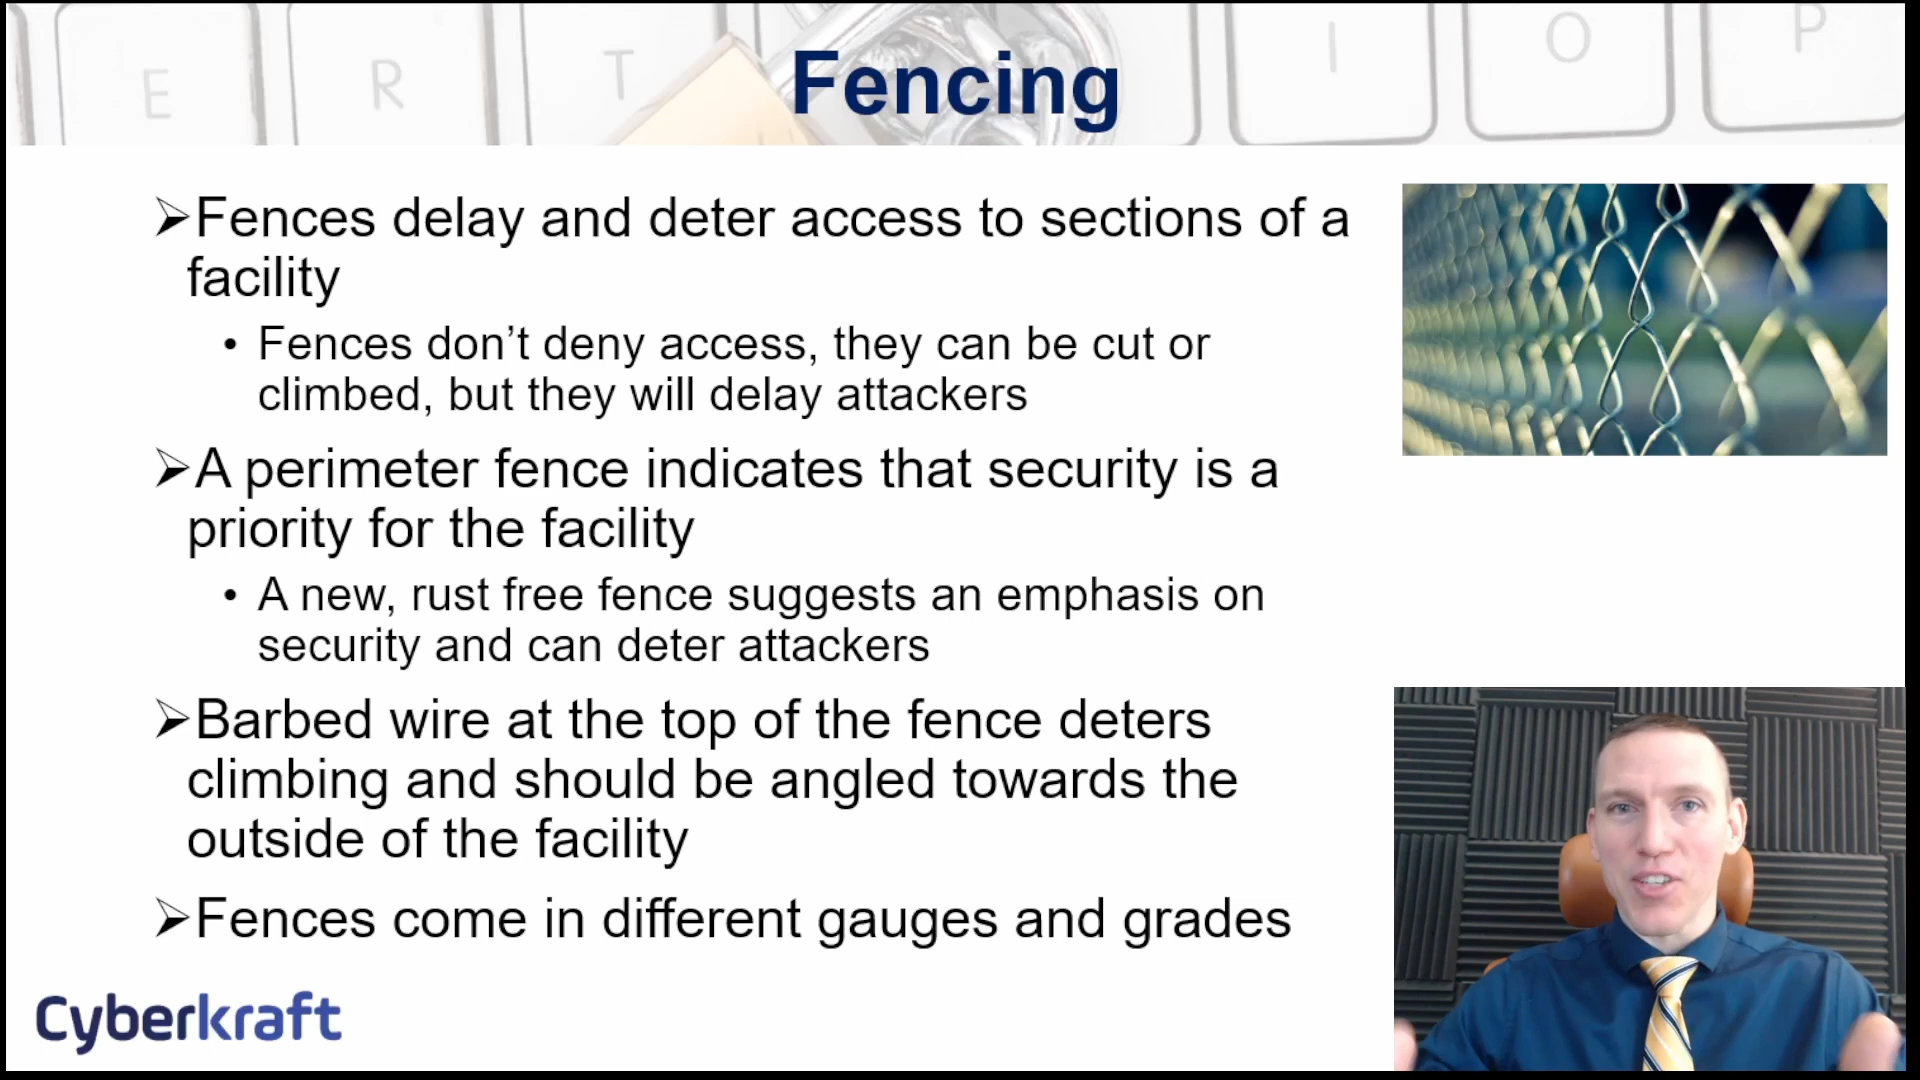 E R T I O P
Fencing
➢Fences delay and deter access to sections of a
facility
• Fences don’t deny access, they can be cut or
climbed, but they will delay attackers
➢A perimeter fence indicates that security is a
priority for the facility
• A new, rust free fence suggests an emphasis on
security and can deter attackers
➢Barbed wire at the top of the fence deters
climbing and should be angled towards the
outside of the facility
➢Fences come in different gauges and grades
Cyberkraft